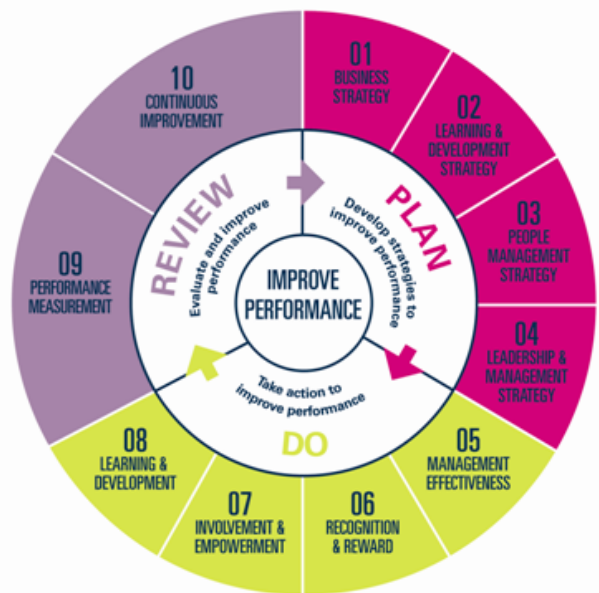 01
BUSINESS
STRATEGY
02
LEARNING &
DEVELOPMENT
STRATEGY
03
PEOPLE
MANAGEMENT
STRATEGY
04
LEADERSHIP &
MANAGEMENT
STRATEGY
05
MANAGEMENT
EFFECTIVENESS
06
RECOGNITION
& REWARD
07
INVOLVEMENT &
EMPOWERMENT
08
LEARNING &
DEVELOPMENT
09
PERFORMANCE
MEASUREMENT
10
CONTINUOUS
IMPROVEMENT
PLAN
Develop strategies to
improve performance
DO
Take action to
improve performance
REVIEW
Evaluate and improve
performance
IMPROVE
PERFORMANCE